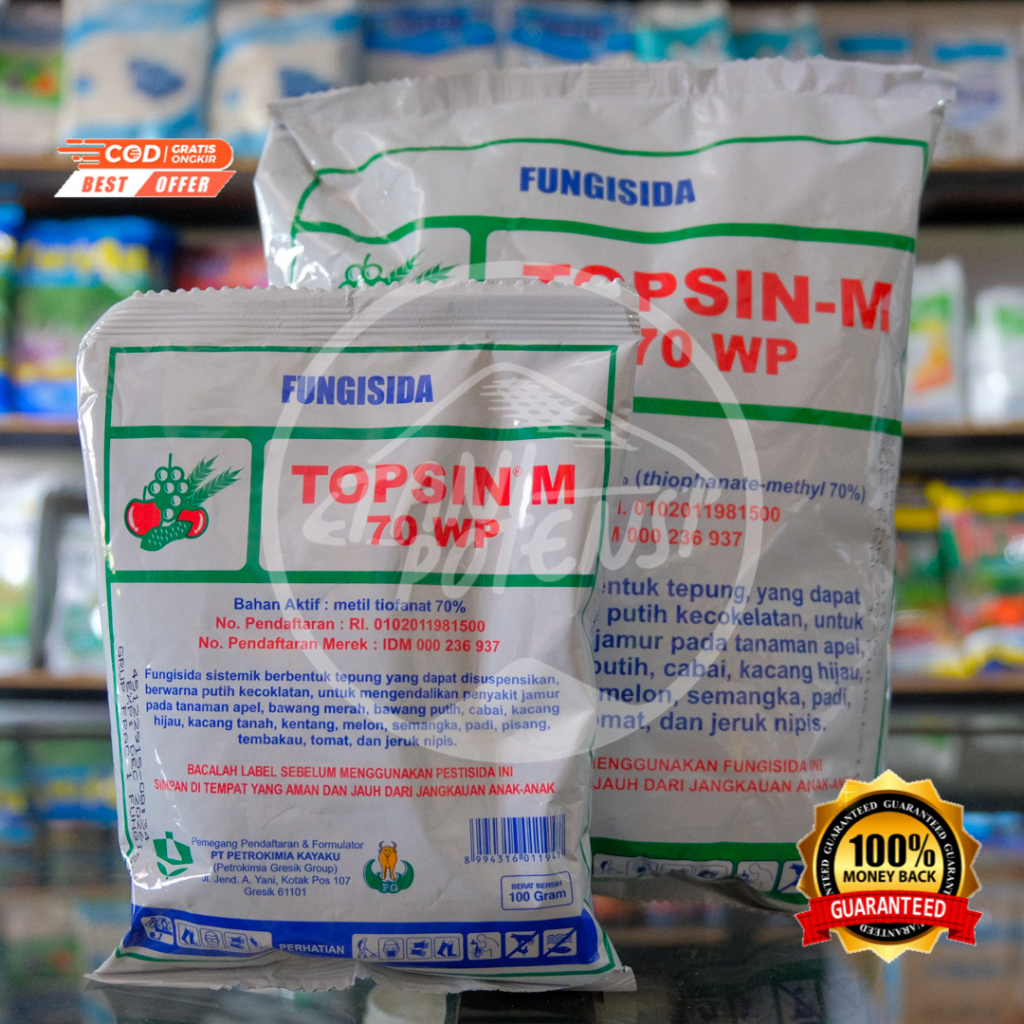 COD GRATIS ONGKIR
BEST OFFER
FUNGISIDA
TOPSIN-M
70 WP
(thiophanate-methyl 70%)
0102011981500
000 236 937
tepung, yang dapat
putih kecokelatan, untuk
jamur pada tanaman apel,
putih, cabai, kacang hijau,
melon, semangka, padi,
dan jeruk nipis.
MENGGUNAKAN FUNGISIDA INI
JAUH DARI JANGKAUAN
FUNGISIDA
TOPSIN® M
70 WP
Bahan Aktif : metil tiofanat 70%
No. Pendaftaran : RI. 0102011981500
No. Pendaftaran Merek : IDM 000 236 937
Fungisida sistemik berbentuk tepung yang dapat disuspensikan,
berwarna putih kecoklatan, untuk mengendalikan penyakit jamur
pada tanaman apel, bawang merah, bawang putih, cabai, kacang
hijau, kacang tanah, kentang, melon, semangka, padi, pisang,
tembakau, tomat, dan jeruk nipis.
BACALAH LABEL SEBELUM MENGGUNAKAN PESTISIDA INI
SIMPAN DI TEMPAT YANG AMAN DAN JAUH DARI JANGKAUAN ANAK-ANAK
Pemegang Pendaftaran & Formulator
PT PETROKIMIA KAYAKU
(Petrokimia Gresik Group)
Jl. Jend. A. Yani, Kotak Pos 107
Gresik 61101
PG
8 994316 01194
BERAT BERSIH
100 Gram
PERHATIAN
GUARANTEED GUARANTEED
100%
MONEY BACK
GUARANTEED